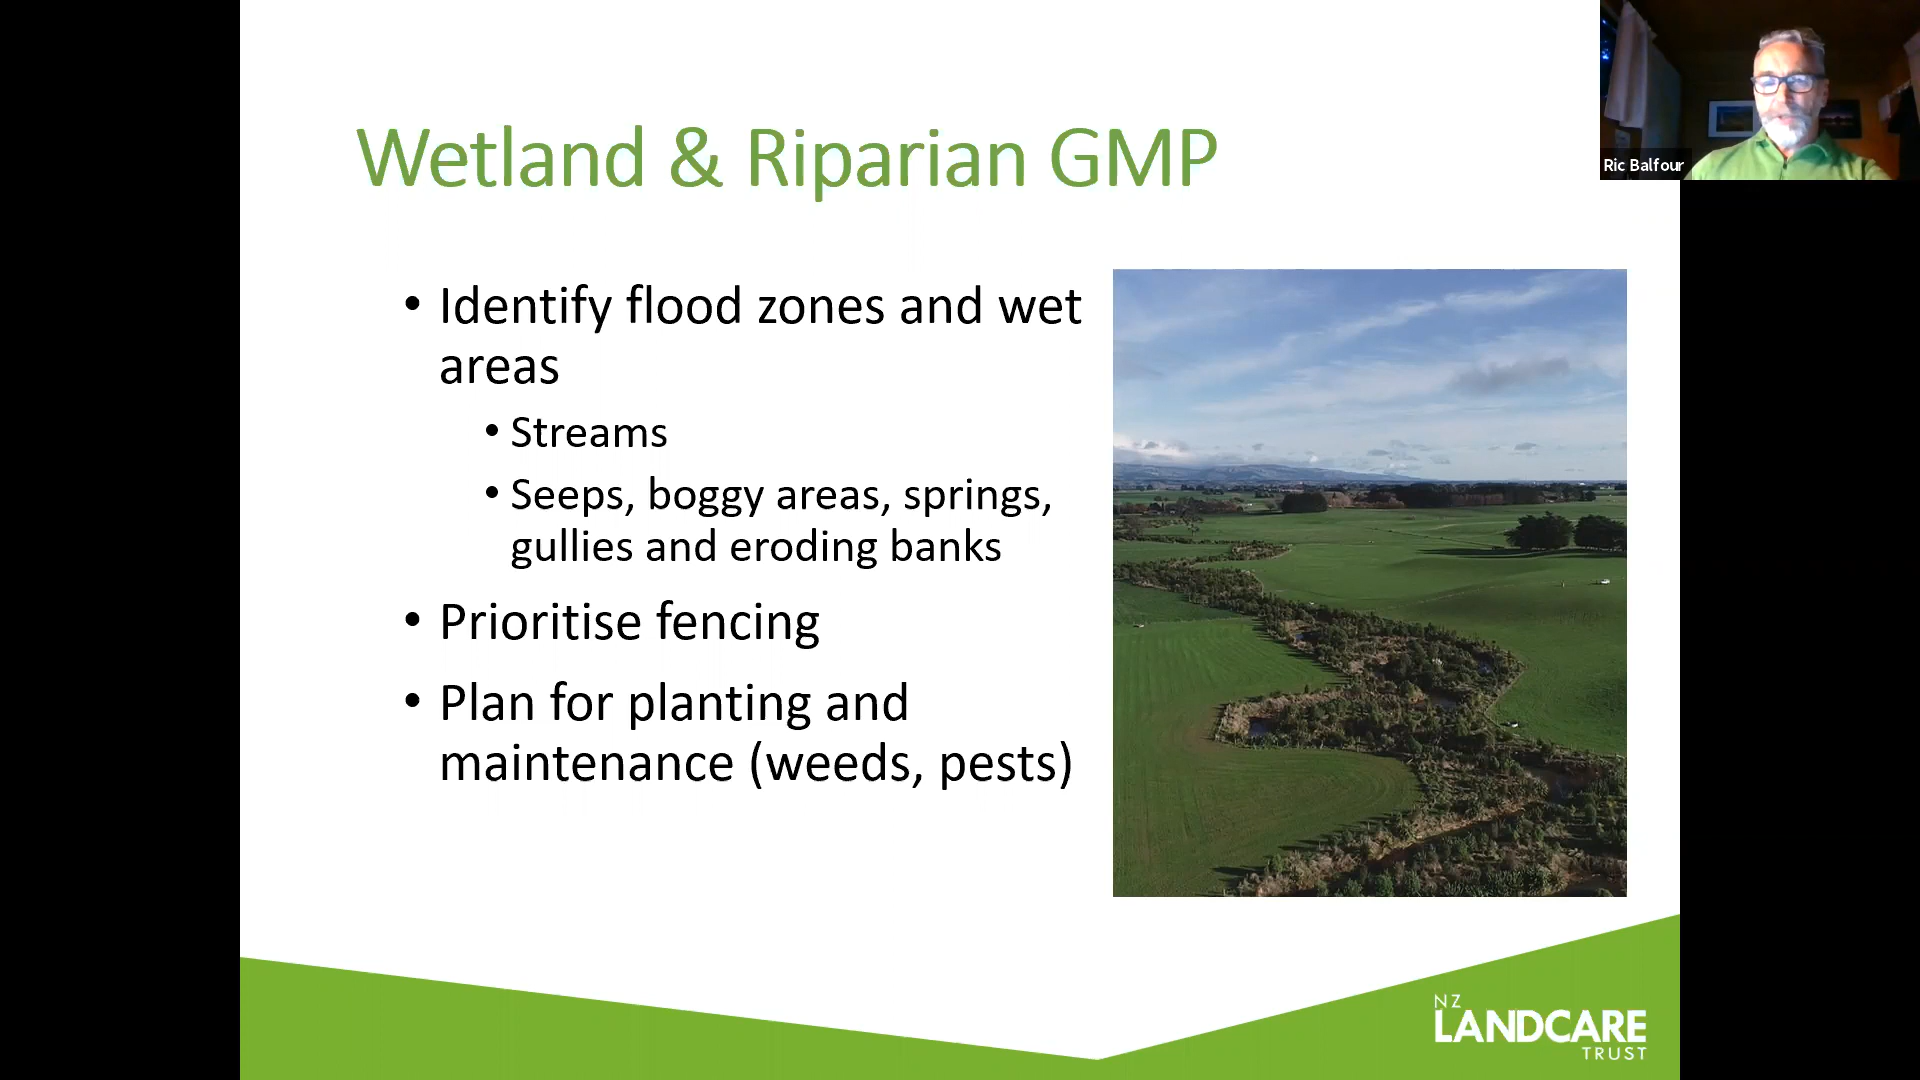 Wetland & Riparian GMP
Ric Balfour
• Identify flood zones and wet
areas
• Streams
• Seeps, boggy areas, springs,
gullies and eroding banks
• Prioritise fencing
• Plan for planting and
maintenance (weeds, pests)
NZ
LANDCARE
TRUST